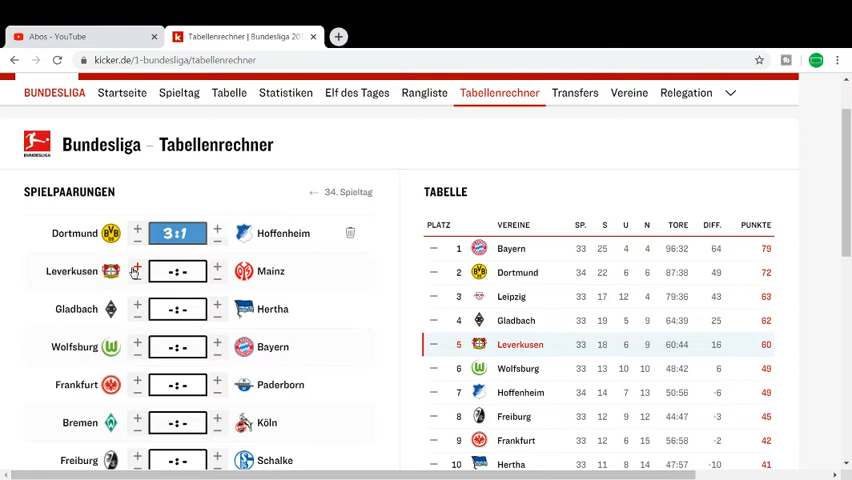 Abos - YouTube
Tabellenrechner | Bundesliga 20
kicker.de/1-bundesliga/tabellenrechner
BUNDESLIGA Startseite Spieltag Tabelle Statistiken Elf des Tages Rangliste Tabellenrechner Transfers Vereine Relegation
Bundesliga – Tabellenrechner
SPIELPAARUNGEN ← 34. Spieltag
Dortmund + − 3:1 + − Hoffenheim
Leverkusen + − -:- + − Mainz
Gladbach + − -:- + − Hertha
Wolfsburg + − -:- + − Bayern
Frankfurt + − -:- + − Paderborn
Bremen + − -:- + − Köln
Freiburg + − -:- + − Schalke
TABELLE
PLATZ VEREINE SP. S U N TORE DIFF. PUNKTE
— 1 Bayern 33 25 4 4 96:32 64 79
— 2 Dortmund 34 22 6 6 87:38 49 72
— 3 Leipzig 33 17 12 4 79:36 43 63
— 4 Gladbach 33 19 5 9 64:39 25 62
— 5 Leverkusen 33 18 6 9 60:44 16 60
— 6 Wolfsburg 33 13 10 10 48:42 6 49
— 7 Hoffenheim 34 14 7 13 50:56 -6 49
— 8 Freiburg 33 12 9 12 44:47 -3 45
— 9 Frankfurt 33 12 6 15 56:58 -2 42
— 10 Hertha 33 11 8 14 47:57 -10 41